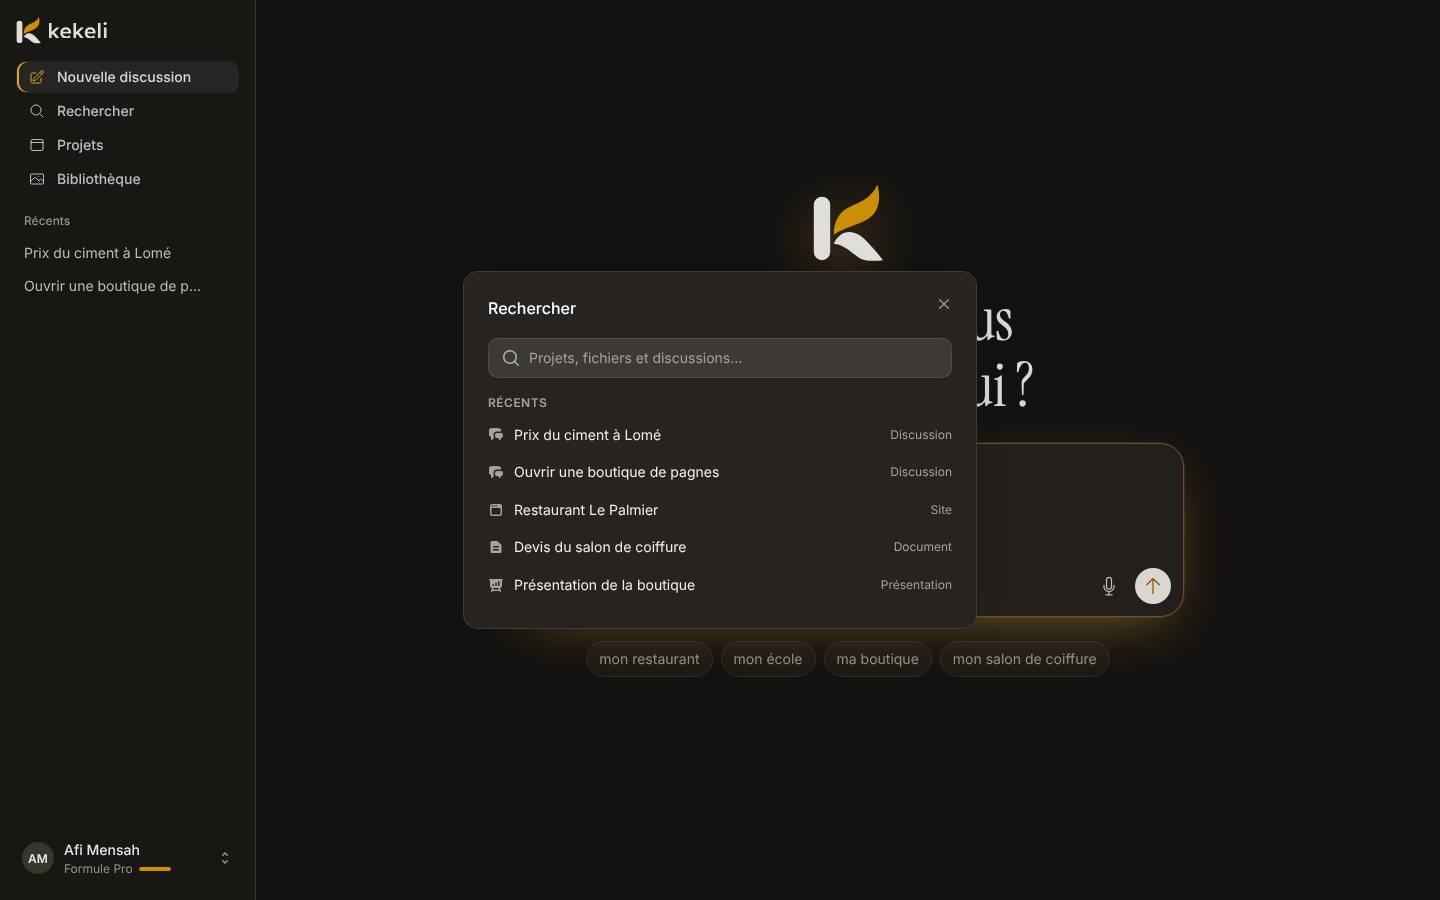 kekeli
Nouvelle discussion
Rechercher
Projets
Bibliothèque
Récents
Prix du ciment à Lomé
Ouvrir une boutique de p...
AM
Afi Mensah
Formule Pro
us
ui ?
Rechercher
Projets, fichiers et discussions...
RÉCENTS
Prix du ciment à Lomé Discussion
Ouvrir une boutique de pagnes Discussion
Restaurant Le Palmier Site
Devis du salon de coiffure Document
Présentation de la boutique Présentation
mon restaurant mon école ma boutique mon salon de coiffure